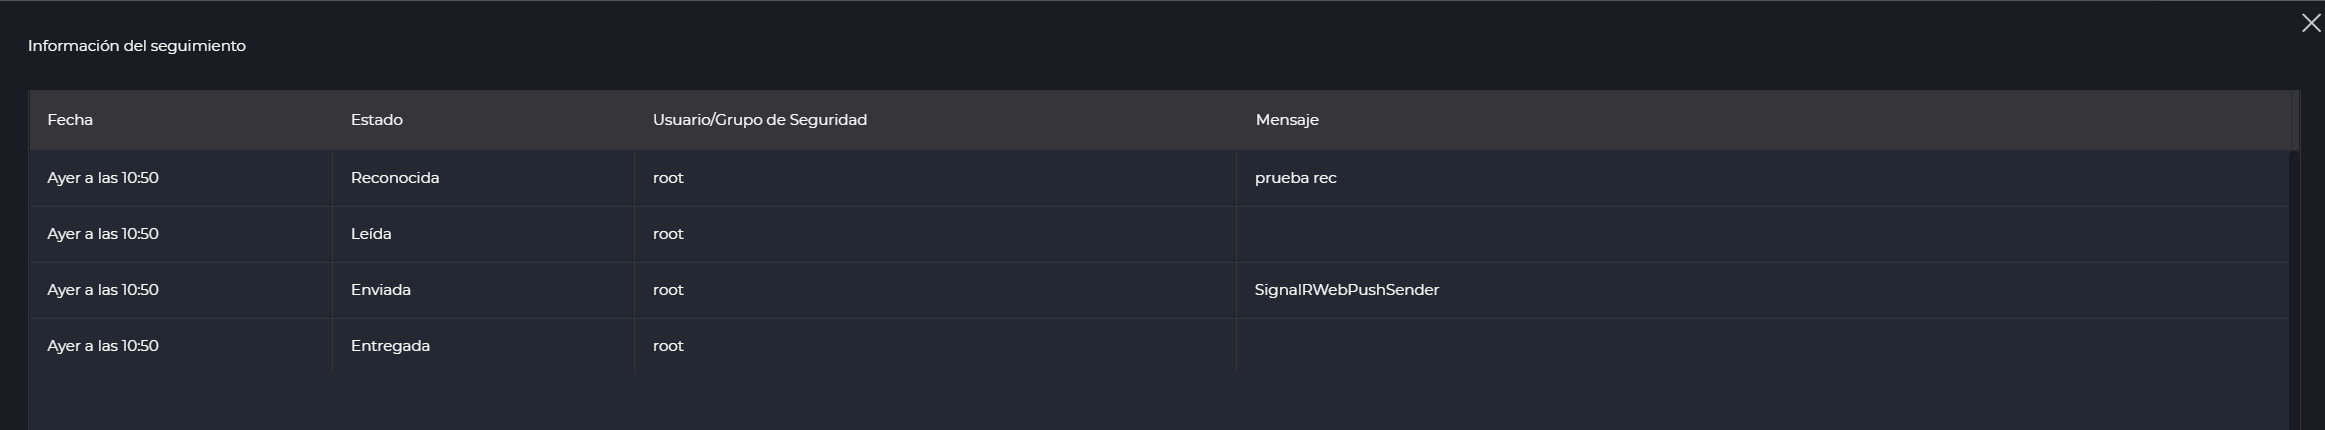 Información del seguimiento
Fecha Estado Usuario/Grupo de Seguridad Mensaje
Ayer a las 10:50 Reconocida root prueba rec
Ayer a las 10:50 Leída root
Ayer a las 10:50 Enviada root SignalRWebPushSender
Ayer a las 10:50 Entregada root